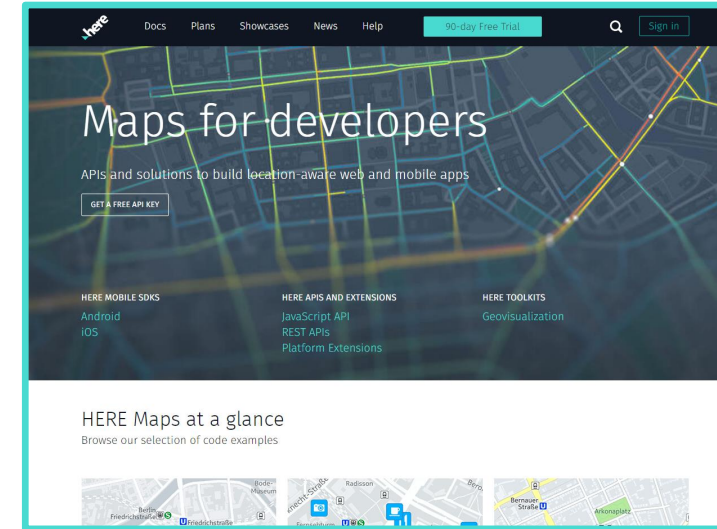 here
Docs Plans Showcases News Help 90-day Free Trial Sign in
Maps for developers
APIs and solutions to build location-aware web and mobile apps
GET A FREE API KEY
HERE MOBILE SDKS
Android
iOS
HERE APIS AND EXTENSIONS
JavaScript API
REST APIs
Platform Extensions
HERE TOOLKITS
Geovisualization
HERE Maps at a glance
Browse our selection of code examples
Bode-
Museum
Berlin
Friedrichstraße
Friedrichstraße
Radisson
Bernauer
Straße
Arkonaplatz